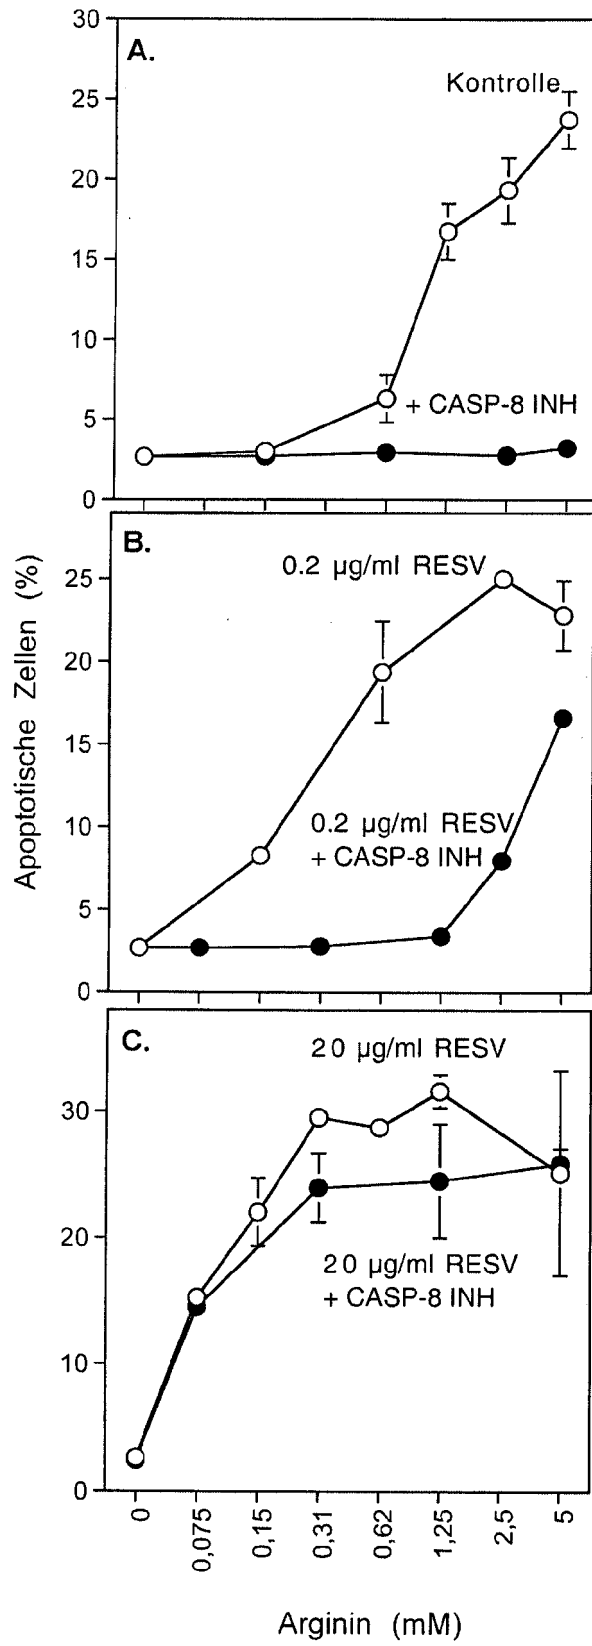 30
A.
Kontrolle
25
20
15
10
+ CASP-8 INH
5
0
B.
0.2 µg/ml RESV
25
20
15
0.2 µg/ml RESV
+ CASP-8 INH
10
5
0
C.
20 µg/ml RESV
30
20
20 µg/ml RESV
+ CASP-8 INH
10
0
Apoptotische Zellen (%)
0
0,075
0,15
0,31
0,62
1,25
2,5
5
Arginin (mM)